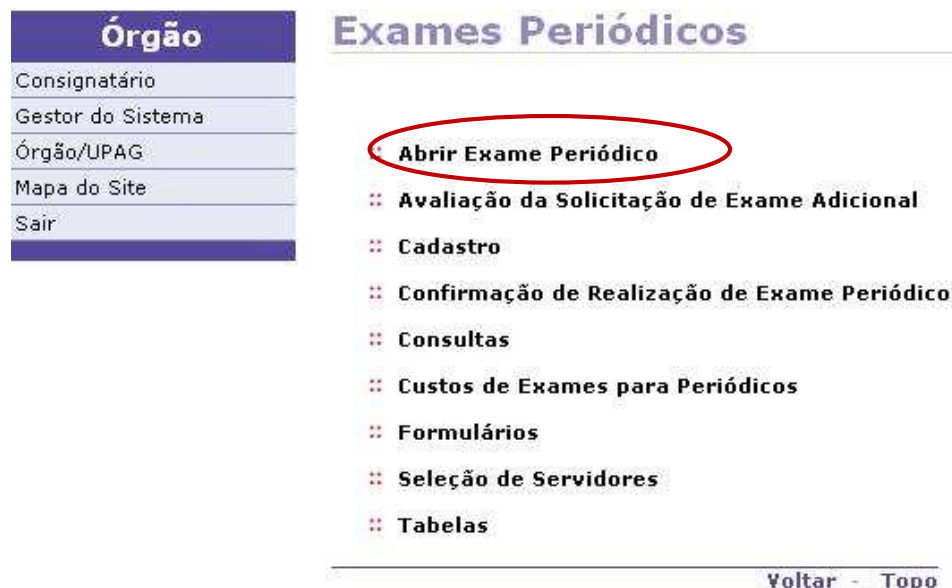 Órgão
Consignatário
Gestor do Sistema
Órgão/UPAG
Mapa do Site
Sair
Exames Periódicos
:: Abrir Exame Periódico
:: Avaliação da Solicitação de Exame Adicional
:: Cadastro
:: Confirmação de Realização de Exame Periódico
:: Consultas
:: Custos de Exames para Periódicos
:: Formulários
:: Seleção de Servidores
:: Tabelas
Voltar - Topo